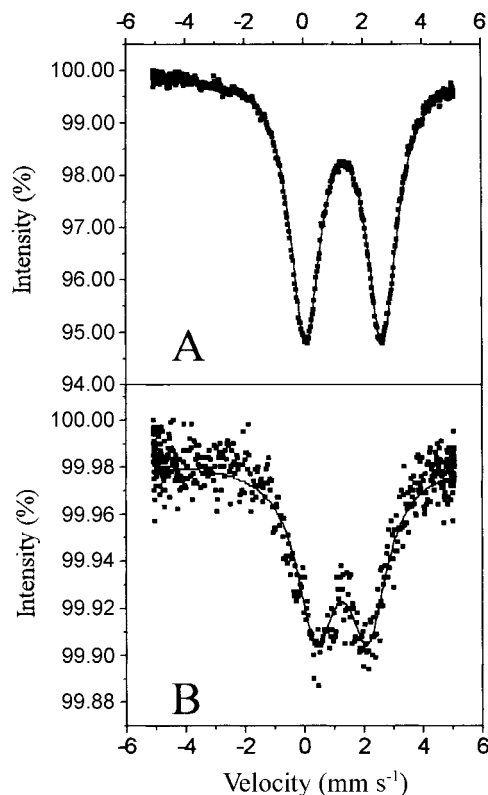 -6 -4 -2 0 2 4 6
100.00
99.00
98.00
97.00
96.00
95.00
94.00
Intensity (%)
A
100.00
99.98
99.96
99.94
99.92
99.90
99.88
Intensity (%)
B
-6 -4 -2 0 2 4 6
Velocity (mm s⁻¹)